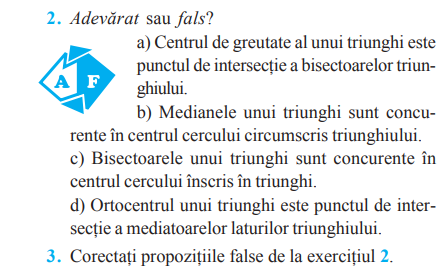 2. Adevărat sau fals?
a) Centrul de greutate al unui triunghi este
punctul de intersecție a bisectoarelor triun-
ghiului.
A F
b) Medianele unui triunghi sunt concu-
rente în centrul cercului circumscris triunghiului.
c) Bisectoarele unui triunghi sunt concurente în
centrul cercului înscris în triunghi.
d) Ortocentrul unui triunghi este punctul de inter-
secție a mediatoarelor laturilor triunghiului.
3. Corectați propozițiile false de la exercițiul 2.